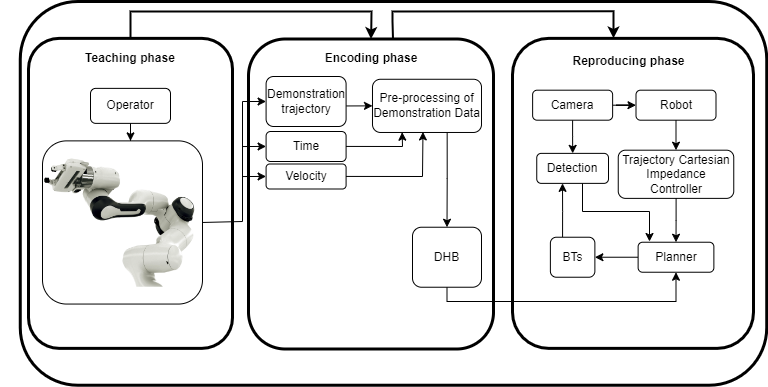 Teaching phase
Operator
Encoding phase
Demonstration
trajectory
Time
Velocity
Pre-processing of
Demonstration Data
DHB
Reproducing phase
Camera
Robot
Detection
Trajectory Cartesian
Impedance
Controller
BTs
Planner